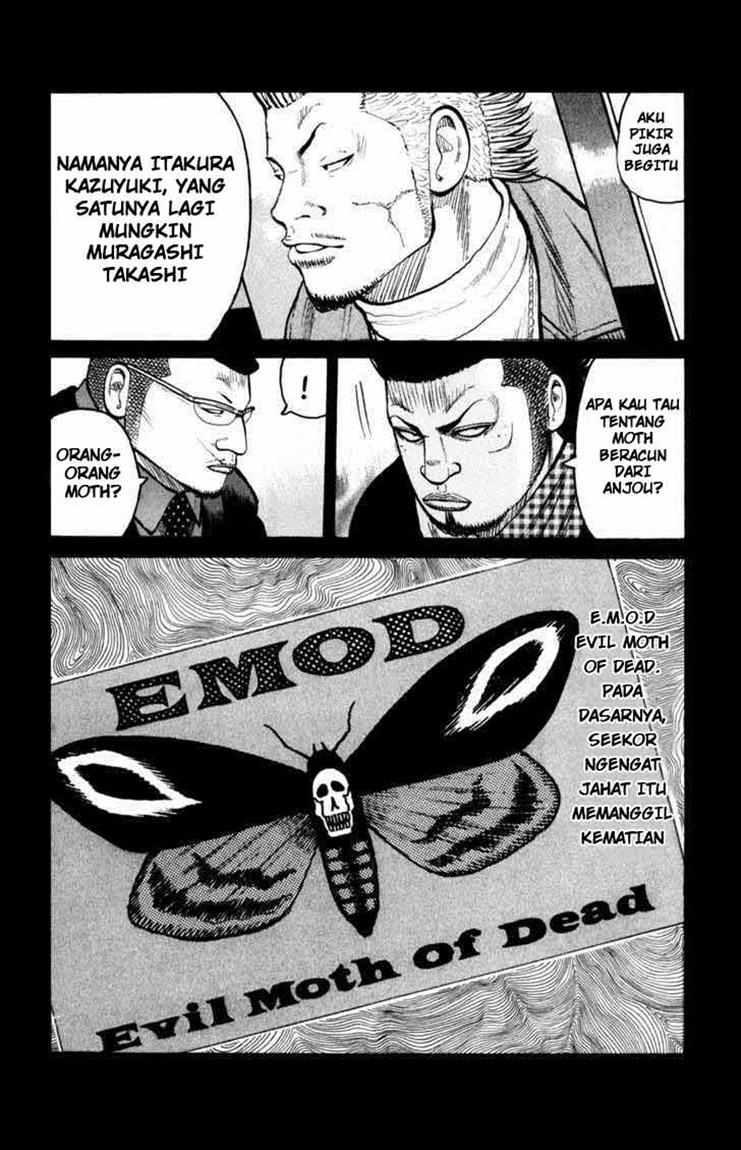 AKU
PIKIR
JUGA
BEGITU
NAMANYA ITAKURA
KAZUYUKI, YANG
SATUNYA LAGI
MUNGKIN
MURAGASHI
TAKASHI
APA KAU TAU
TENTANG
MOTH
BERACUN
DARI
ANJOU?
!
ORANG-
ORANG
MOTH?
E.M.O.D
EVIL MOTH
OF DEAD.
PADA
DASARNYA,
SEEKOR
NGENGAT
JAHAT ITU
MEMANGGIL
KEMATIAN
EMOD
Evil Moth of Dead